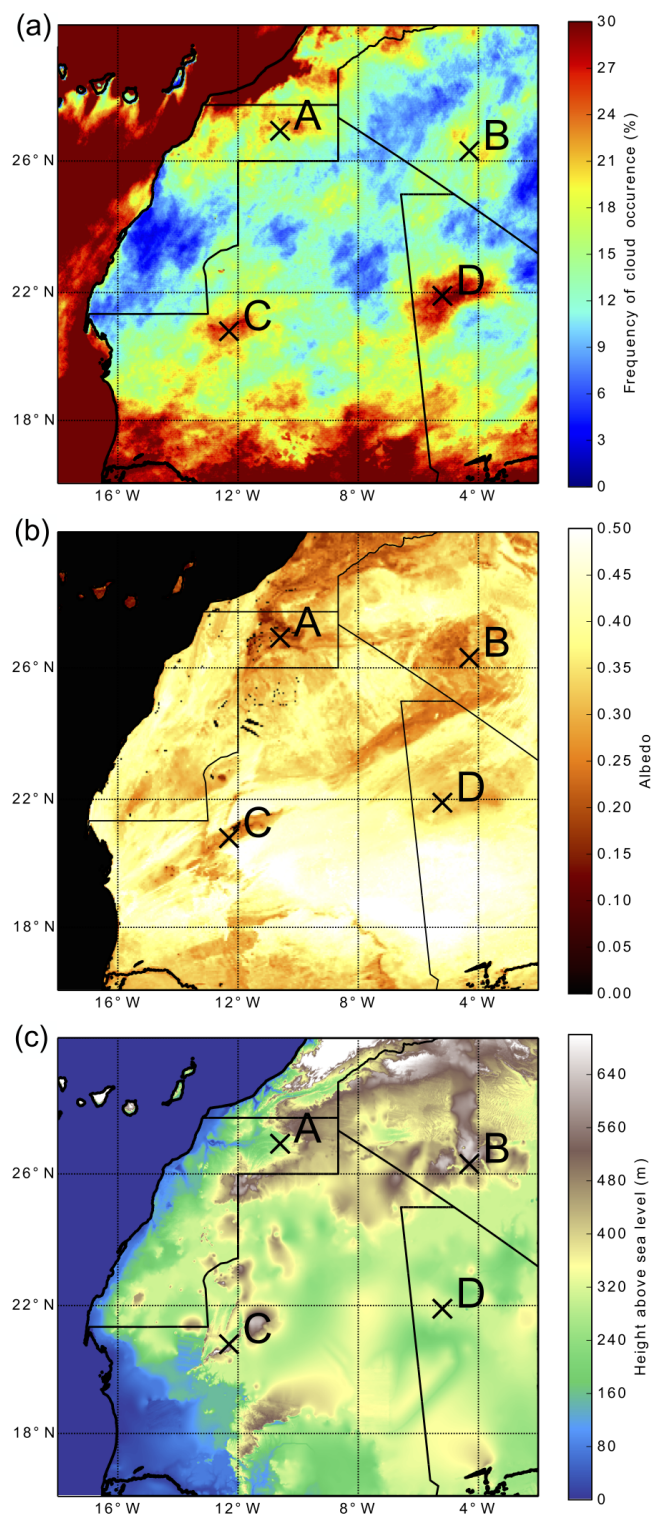 (a)
A
B
C
D
26° N
22° N
18° N
16° W
12° W
8° W
4° W
30
27
24
21
18
15
12
9
6
3
0
Frequency of cloud occurence (%)
(b)
A
B
C
D
26° N
22° N
18° N
16° W
12° W
8° W
4° W
0.50
0.45
0.40
0.35
0.30
0.25
0.20
0.15
0.10
0.05
0.00
Albedo
(c)
A
B
C
D
26° N
22° N
18° N
16° W
12° W
8° W
4° W
640
560
480
400
320
240
160
80
0
Height above sea level (m)